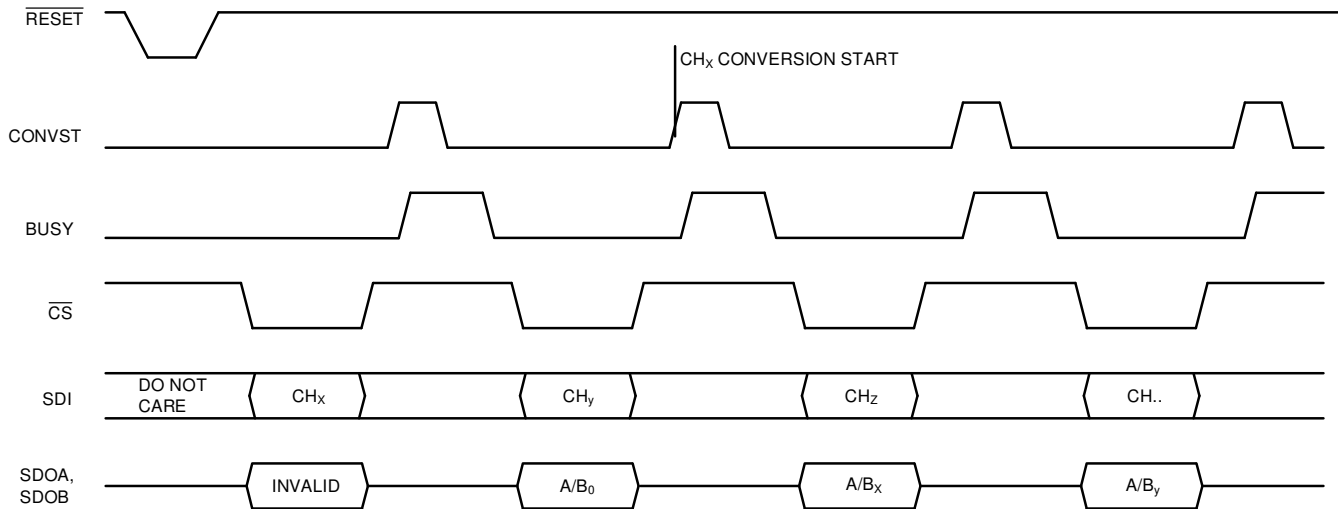 RESET
CHX CONVERSION START
CONVST
BUSY
CS
SDI
DO NOT
CARE
CHX
CHy
CHZ
CH..
SDOA,
SDOB
INVALID
A/B0
A/BX
A/By